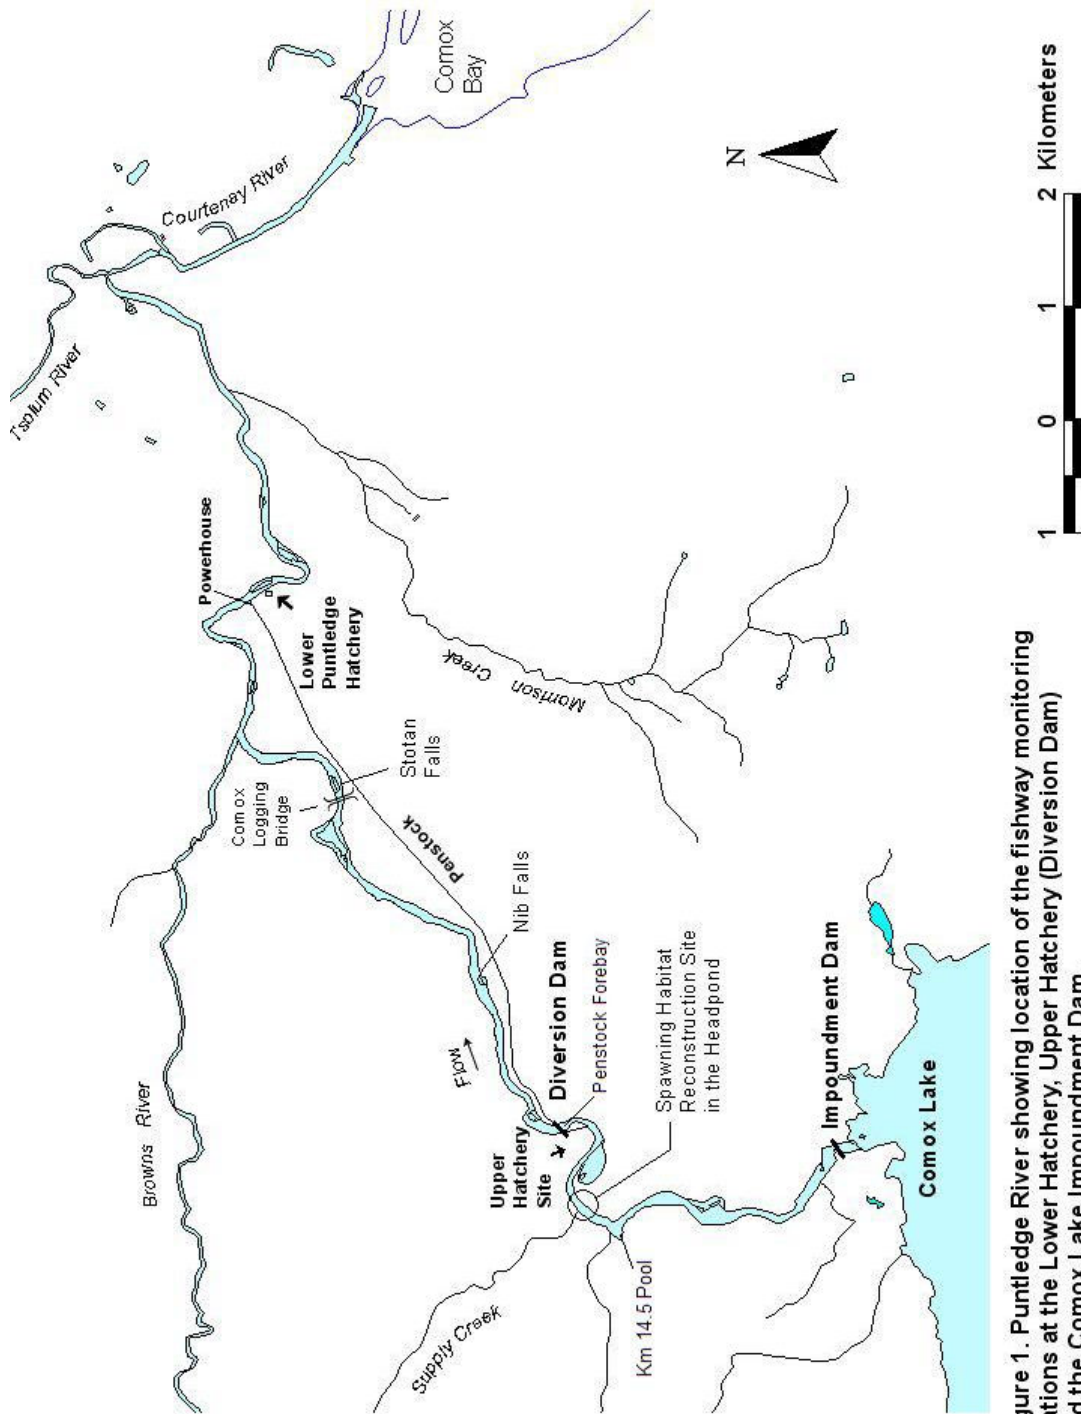 Tsolum River
Courtenay River
Comox
Bay
N
Powerhouse
Lower
Puntledge
Hatchery
Browns River
Comox
Logging
Bridge
Stotan
Falls
Morrison Creek
Penstock
Nib Falls
Flow
Diversion Dam
Penstock Forebay
Upper
Hatchery
Site
Spawning Habitat
Reconstruction Site
in the Headpond
Supply Creek
Km 14.5 Pool
Impoundment Dam
Comox Lake
1 0 1 2 Kilometers
gure 1. Puntledge River showing location of the fishway monitoring
ations at the Lower Hatchery, Upper Hatchery (Diversion Dam)
d the Comox Lake Impoundment Dam